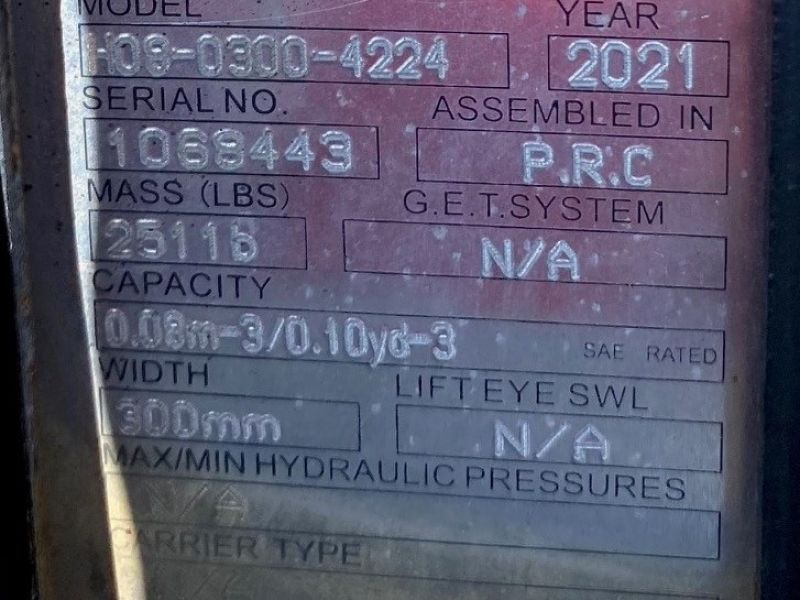 MODEL YEAR
H08-0300-4224 2021
SERIAL NO. ASSEMBLED IN
1068443 P.R.C
MASS (LBS) G.E.T.SYSTEM
251lb N/A
CAPACITY
0.08m-3/0.10yd-3 SAE RATED
WIDTH LIFT EYE SWL
300mm N/A
MAX/MIN HYDRAULIC PRESSURES
N/A
CARRIER TYPE